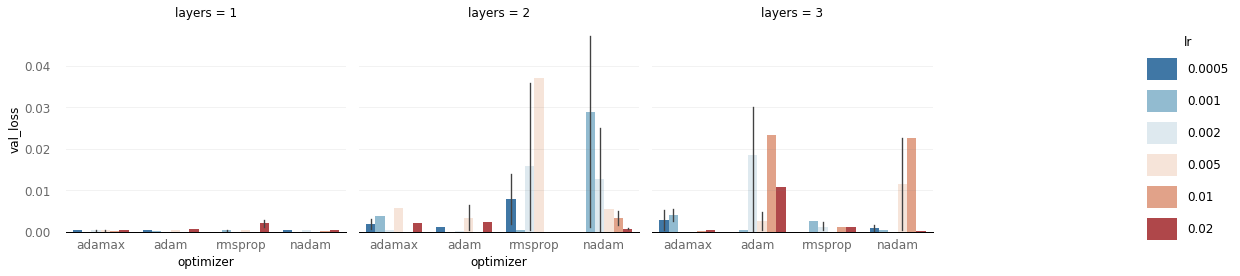 layers = 1
layers = 2
layers = 3
lr
0.0005
0.001
0.002
0.005
0.01
0.02
val_loss
0.04
0.03
0.02
0.01
0.00
adamax adam rmsprop nadam
adamax adam rmsprop nadam
adamax adam rmsprop nadam
optimizer
optimizer